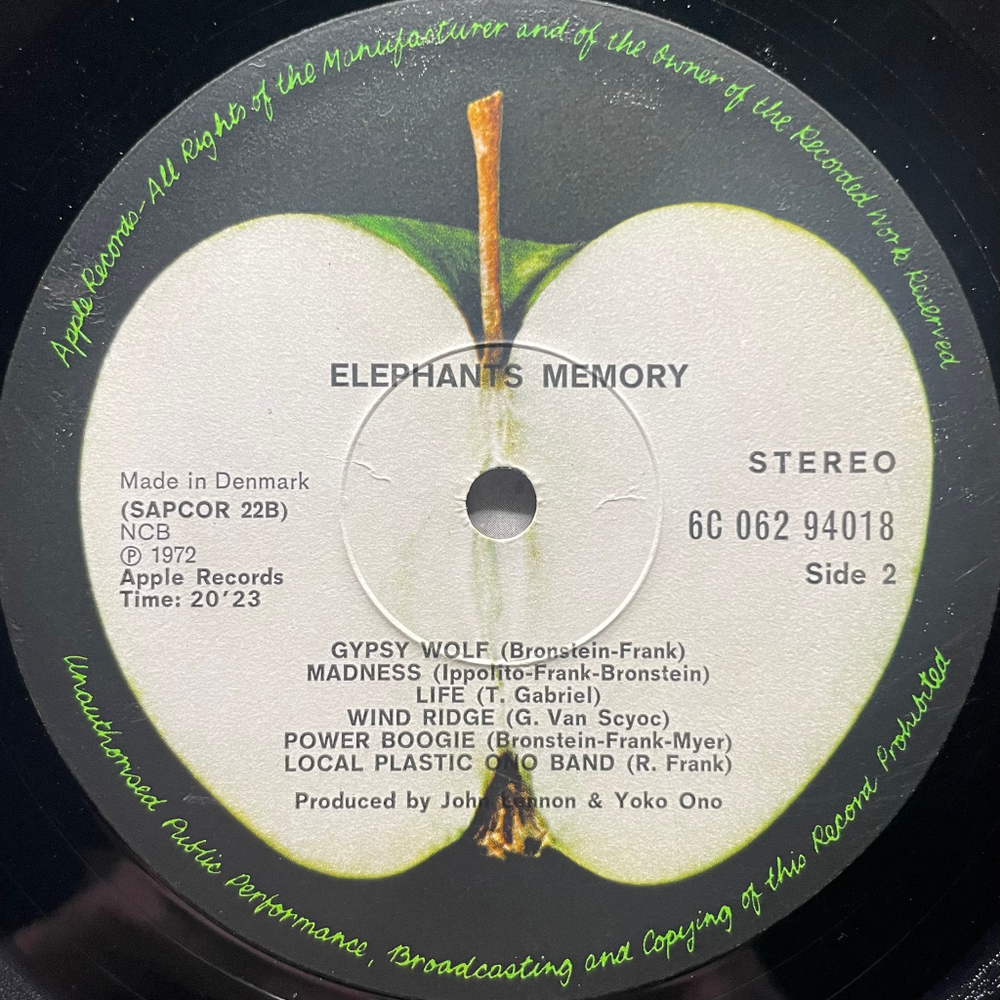 Apple Records - All Rights of the Manufacturer and of the Owner of the Recorded Work Reserved
ELEPHANTS MEMORY
Made in Denmark
(SAPCOR 22B)
NCB
Ⓟ 1972
Apple Records
Time: 20'23
STEREO
6C 062 94018
Side 2
GYPSY WOLF (Bronstein-Frank)
MADNESS (Ippolito-Frank-Bronstein)
LIFE (T. Gabriel)
WIND RIDGE (G. Van Scyoc)
POWER BOOGIE (Bronstein-Frank-Myer)
LOCAL PLASTIC ONO BAND (R. Frank)
Produced by John Lennon & Yoko Ono
Unauthorised Public Performance, Broadcasting and Copying of this Record Prohibited